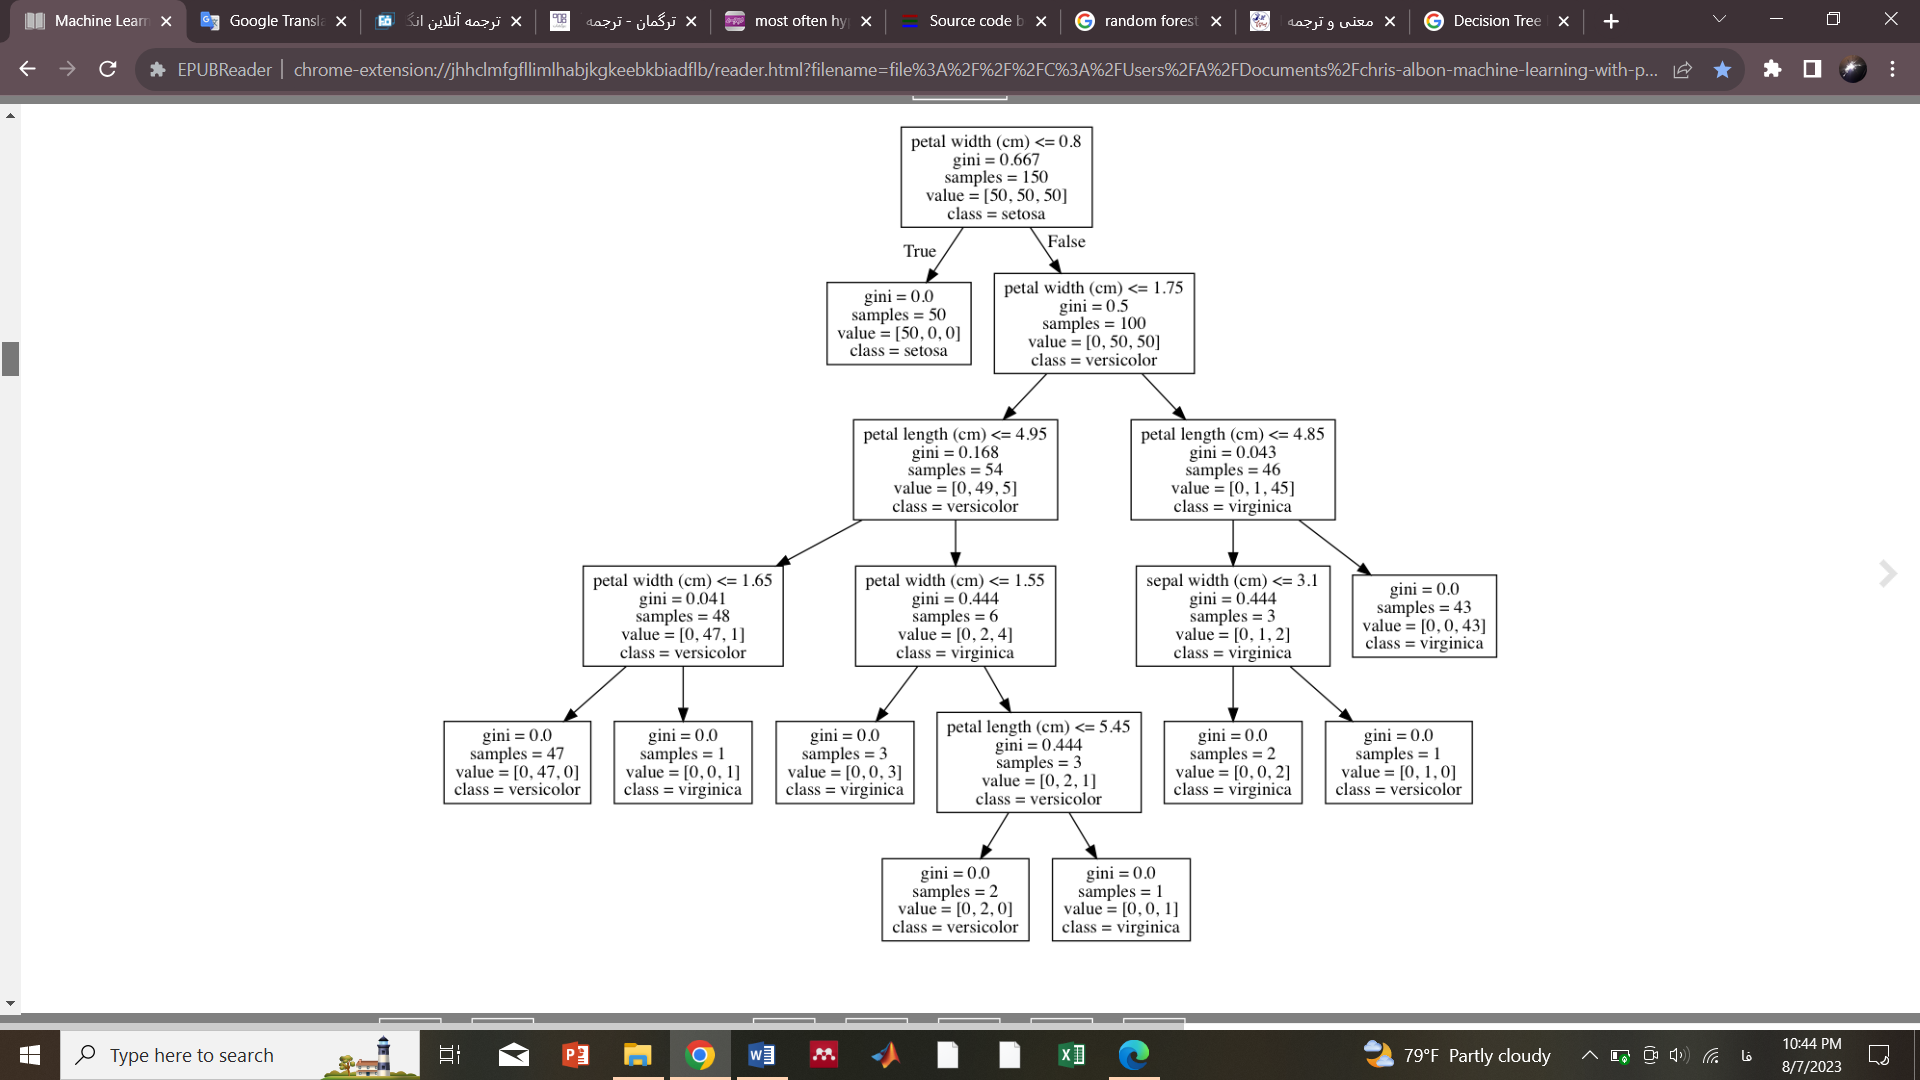 Machine Learn
Google Transla
ترجمه آنلاین انگ
ترگمان - ترجمه
most often hy
Source code b
random forest
معنی و ترجمه
Decision Tree
EPUBReader
chrome-extension://jhhclmfgfllimlhabjkgkeebkbiadflb/reader.html?filename=file%3A%2F%2F%2FC%3A%2FUsers%2FA%2FDocuments%2Fchris-albon-machine-learning-with-p...
petal width (cm) <= 0.8
gini = 0.667
samples = 150
value = [50, 50, 50]
class = setosa
True
False
gini = 0.0
samples = 50
value = [50, 0, 0]
class = setosa
petal width (cm) <= 1.75
gini = 0.5
samples = 100
value = [0, 50, 50]
class = versicolor
petal length (cm) <= 4.95
gini = 0.168
samples = 54
value = [0, 49, 5]
class = versicolor
petal length (cm) <= 4.85
gini = 0.043
samples = 46
value = [0, 1, 45]
class = virginica
petal width (cm) <= 1.65
gini = 0.041
samples = 48
value = [0, 47, 1]
class = versicolor
petal width (cm) <= 1.55
gini = 0.444
samples = 6
value = [0, 2, 4]
class = virginica
sepal width (cm) <= 3.1
gini = 0.444
samples = 3
value = [0, 1, 2]
class = virginica
gini = 0.0
samples = 43
value = [0, 0, 43]
class = virginica
gini = 0.0
samples = 47
value = [0, 47, 0]
class = versicolor
gini = 0.0
samples = 1
value = [0, 0, 1]
class = virginica
gini = 0.0
samples = 3
value = [0, 0, 3]
class = virginica
petal length (cm) <= 5.45
gini = 0.444
samples = 3
value = [0, 2, 1]
class = versicolor
gini = 0.0
samples = 2
value = [0, 0, 2]
class = virginica
gini = 0.0
samples = 1
value = [0, 1, 0]
class = versicolor
gini = 0.0
samples = 2
value = [0, 2, 0]
class = versicolor
gini = 0.0
samples = 1
value = [0, 0, 1]
class = virginica
Type here to search
79°F Partly cloudy
فا
10:44 PM
8/7/2023